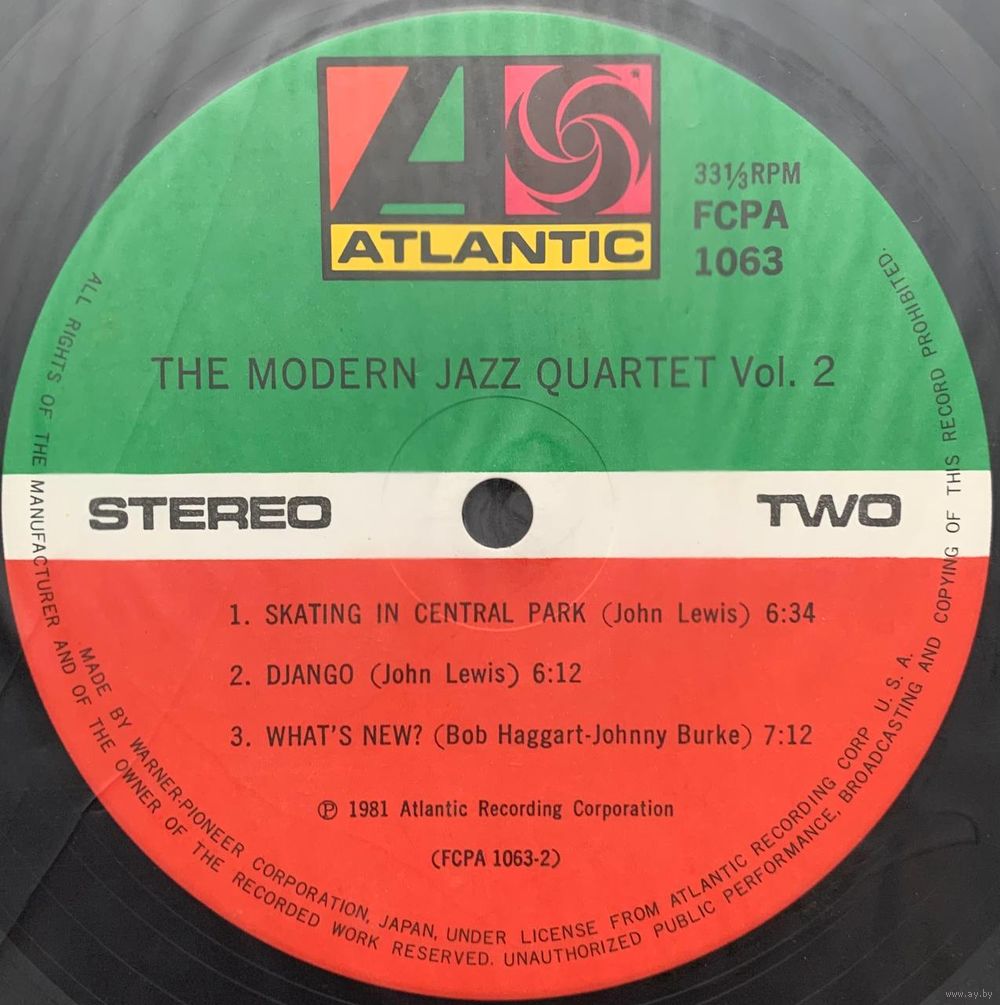 ATLANTIC
33⅓RPM
FCPA
1063
THE MODERN JAZZ QUARTET Vol. 2
STEREO
TWO
1. SKATING IN CENTRAL PARK (John Lewis) 6:34
2. DJANGO (John Lewis) 6:12
3. WHAT'S NEW? (Bob Haggart-Johnny Burke) 7:12
℗ 1981 Atlantic Recording Corporation
(FCPA 1063-2)
MADE BY WARNER-PIONEER CORPORATION, JAPAN, UNDER LICENSE FROM ATLANTIC RECORDING CORP U. S. A.
ALL RIGHTS OF THE MANUFACTURER AND OF THE OWNER OF THE RECORDED WORK RESERVED. UNAUTHORIZED PUBLIC PERFORMANCE, BROADCASTING AND COPYING OF THIS RECORD PROHIBITED.
www.ay.by